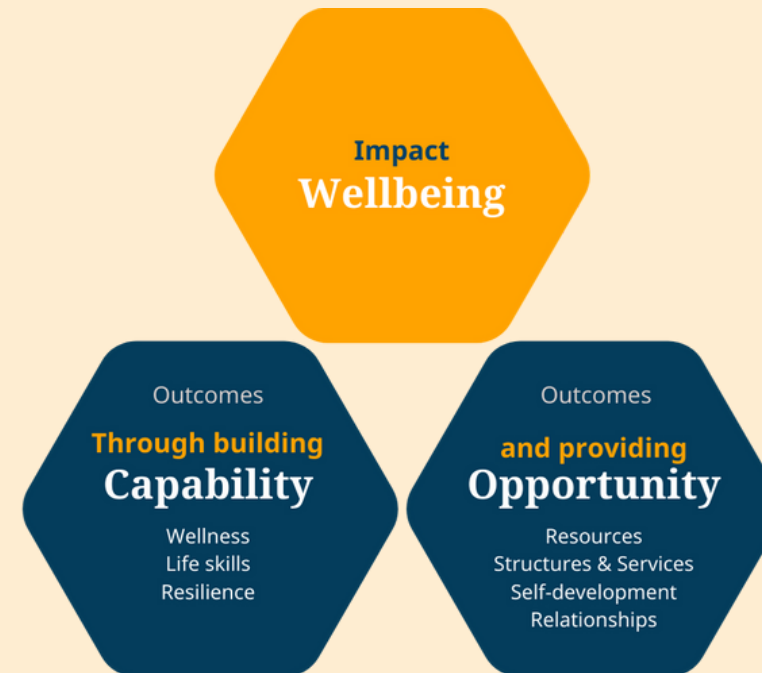 Impact
Wellbeing
Outcomes
Through building
Capability
Wellness
Life skills
Resilience
Outcomes
and providing
Opportunity
Resources
Structures & Services
Self-development
Relationships